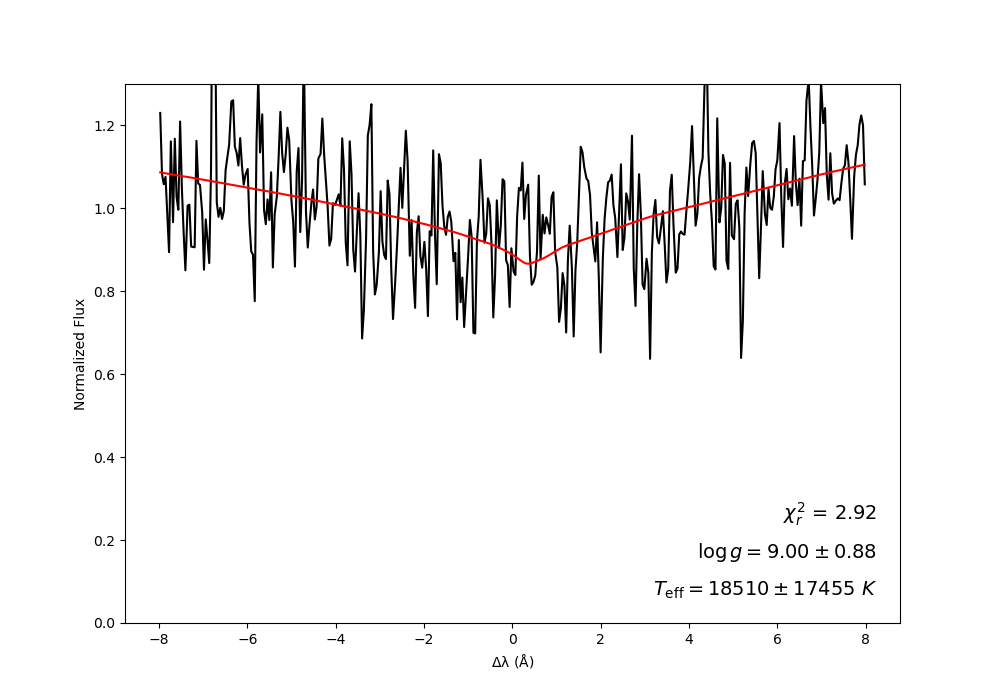 1.2
1.0
0.8
0.6
0.4
0.2
0.0
Normalized Flux
χ²ᵣ = 2.92
log g = 9.00 ± 0.88
T_eff = 18510 ± 17455 K
−8 −6 −4 −2 0 2 4 6 8
Δλ (Å)